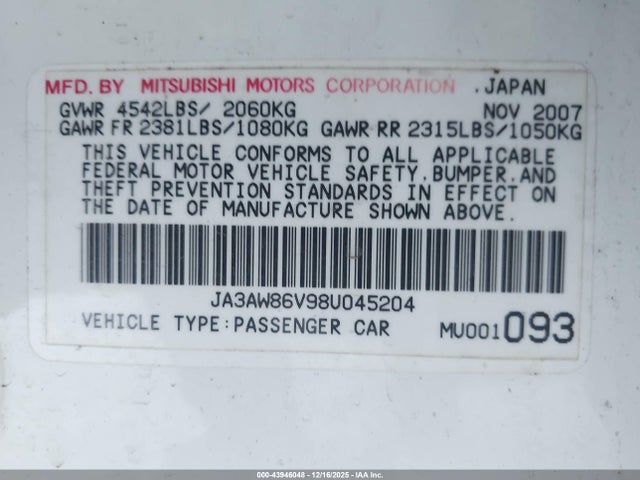 MFD. BY MITSUBISHI MOTORS CORPORATION .JAPAN
GVWR 4542LBS/ 2060KG NOV 2007
GAWR FR 2381LBS/1080KG GAWR RR 2315LBS/1050KG
THIS VEHICLE CONFORMS TO ALL APPLICABLE
FEDERAL MOTOR VEHICLE SAFETY.BUMPER.AND
THEFT PREVENTION STANDARDS IN EFFECT ON
THE DATE OF MANUFACTURE SHOWN ABOVE.
JA3AW86V98U045204
VEHICLE TYPE:PASSENGER CAR MU001093
000-43946048 - 12/16/2025 - IAA Inc.